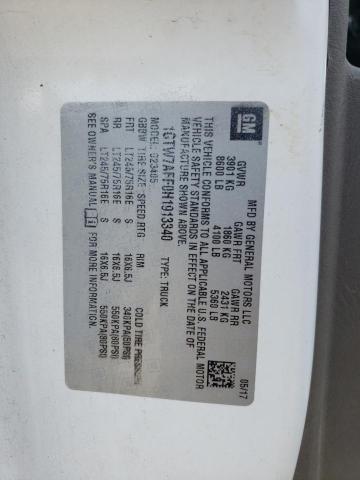 GM
MFD BY GENERAL MOTORS LLC
05/17
GVWR GAWR FRT GAWR RR
3901 KG 1860 KG 2431 KG
8600 LB 4100 LB 5360 LB
THIS VEHICLE CONFORMS TO ALL APPLICABLE U.S. FEDERAL MOTOR
VEHICLE SAFETY STANDARDS IN EFFECT ON THE DATE OF
MANUFACTURE SHOWN ABOVE.
1GTW7AFF0H1913340 TYPE: TRUCK
MODEL: G23405
TIRE SIZE SPEED RTG RIM COLD TIRE PRESSURE
FRT LT245/75R16E S 16X6.5J 340KPA(50PSI)
RR LT245/75R16E S 16X6.5J 550KPA(80PSI)
SPA LT245/75R16E S 16X6.5J 550KPA(80PSI)
SEE OWNER'S MANUAL FOR MORE INFORMATION.